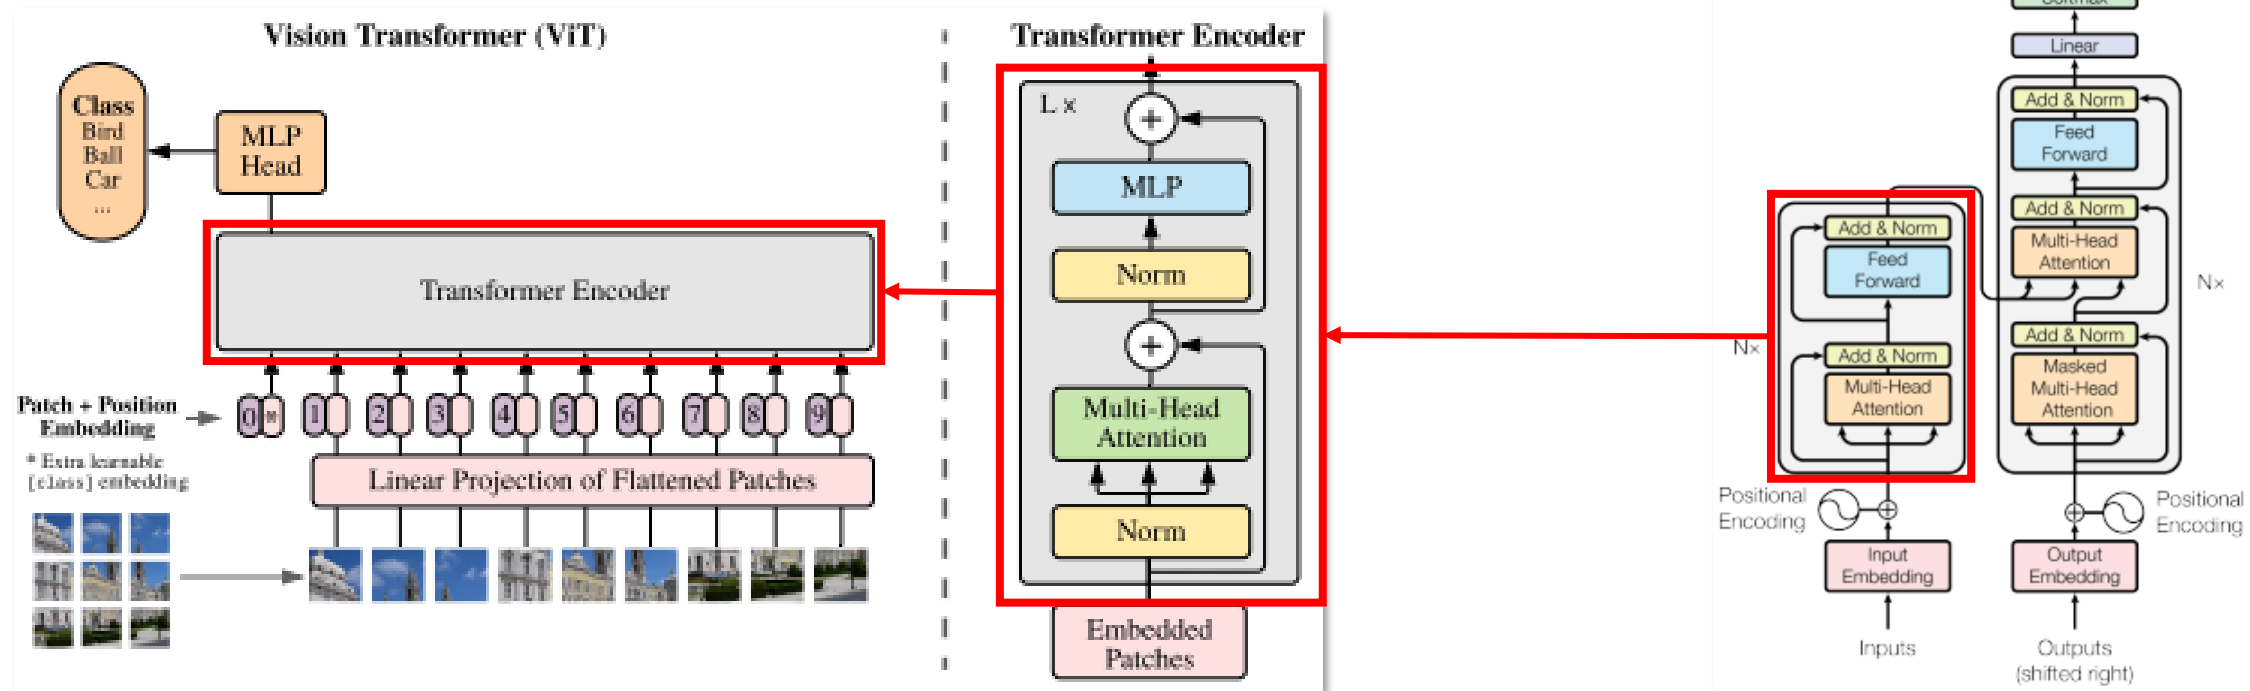 Vision Transformer (ViT)
Class
Bird
Ball
Car
...
MLP
Head
Transformer Encoder
Patch + Position
Embedding
0 * 1 2 3 4 5 6 7 8 9
* Extra learnable
[class] embedding
Linear Projection of Flattened Patches
Transformer Encoder
L ×
+
MLP
Norm
+
Multi-Head
Attention
Norm
Embedded
Patches
Softmax
Linear
Add & Norm
Feed
Forward
Add & Norm
Multi-Head
Attention
N×
Add & Norm
Masked
Multi-Head
Attention
Add & Norm
Feed
Forward
N×
Add & Norm
Multi-Head
Attention
Positional
Encoding
Positional
Encoding
Input
Embedding
Output
Embedding
Inputs
Outputs
(shifted right)